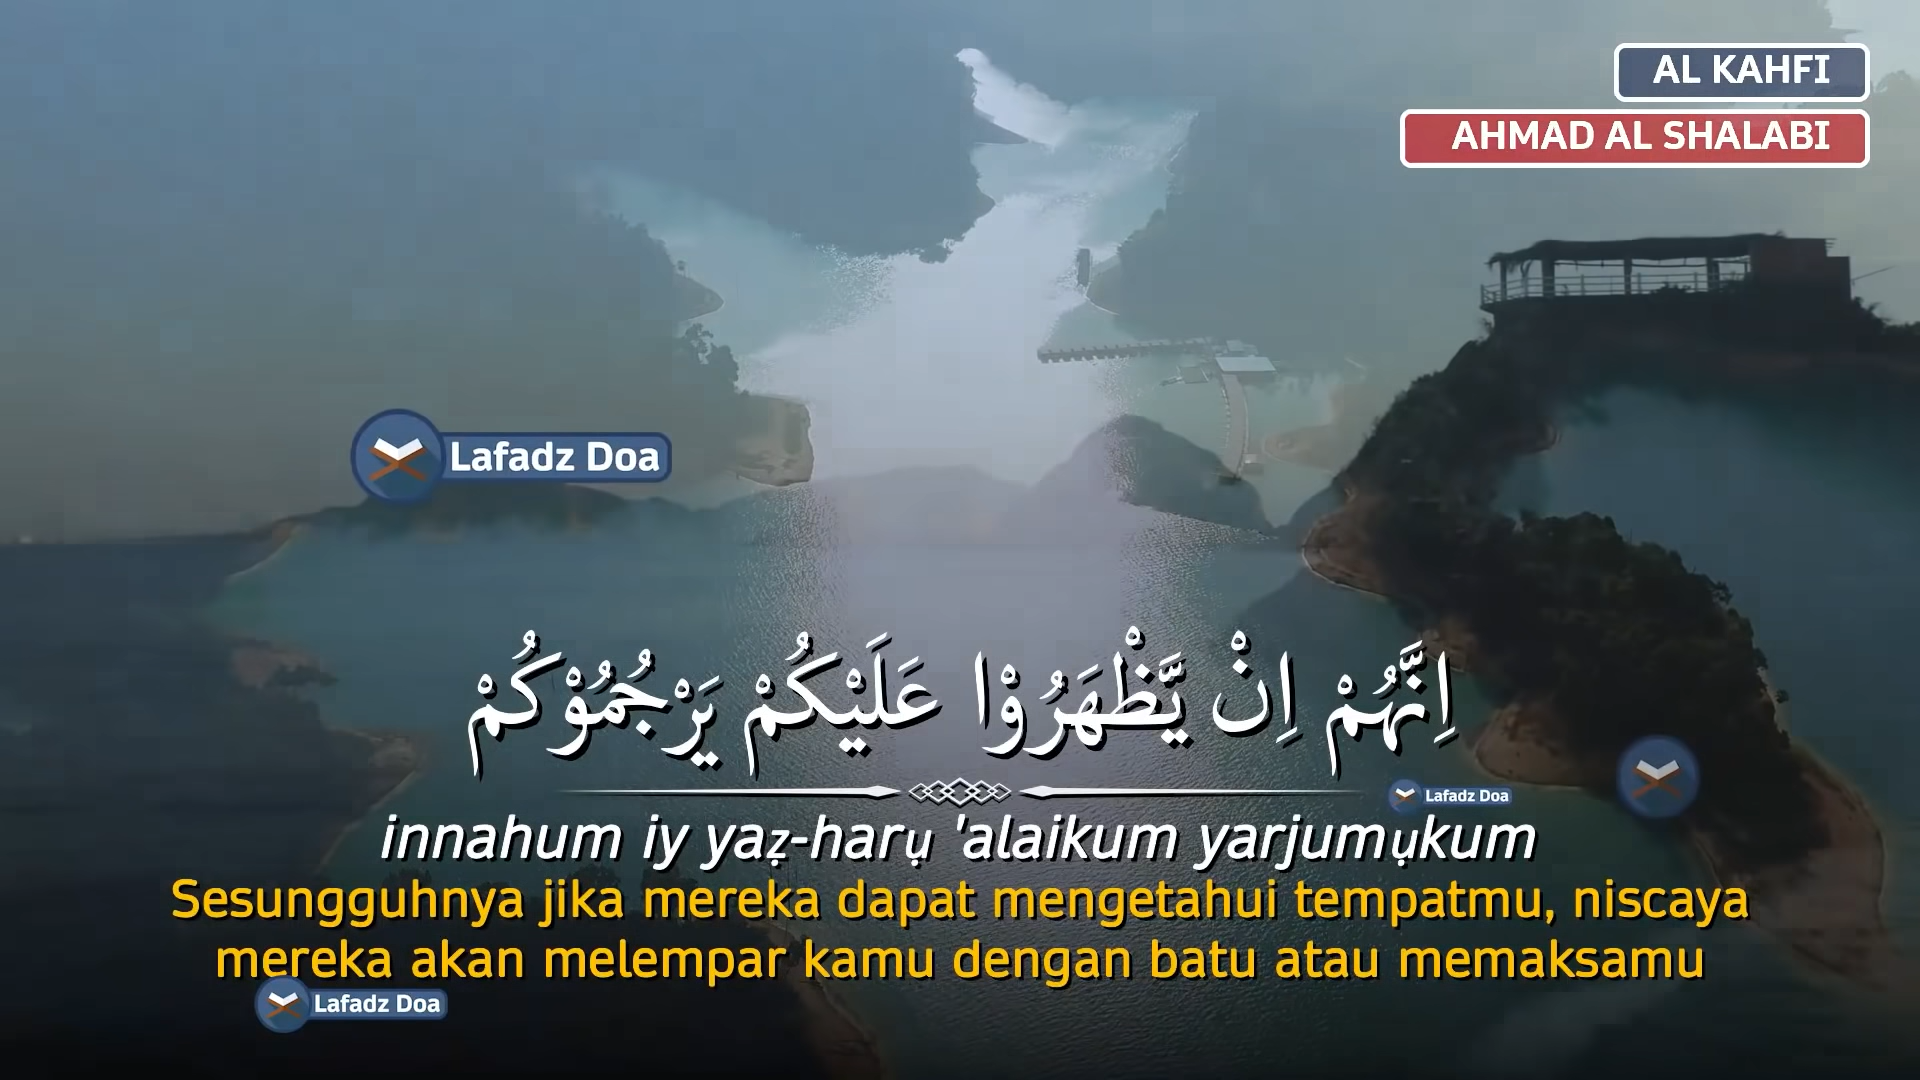 AL KAHFI
AHMAD AL SHALABI
Lafadz Doa
اِنَّهُمْ اِنْ يَّظْهَرُوْا عَلَيْكُمْ يَرْجُمُوْكُمْ
Lafadz Doa
innahum iy yaẓ-harụ 'alaikum yarjumụkum
Sesungguhnya jika mereka dapat mengetahui tempatmu, niscaya
mereka akan melempar kamu dengan batu atau memaksamu
Lafadz Doa